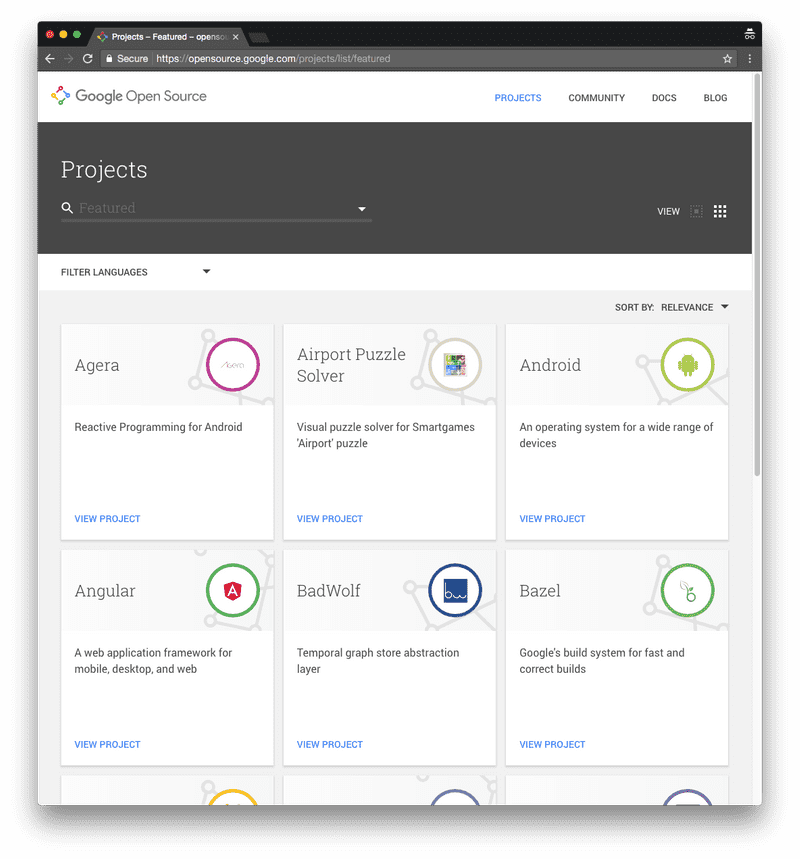 Projects – Featured – openso
Secure https://opensource.google.com/projects/list/featured
Google Open Source
PROJECTS COMMUNITY DOCS BLOG
Projects
Featured
VIEW
FILTER LANGUAGES
SORT BY: RELEVANCE
Agera
Agera
Reactive Programming for Android
VIEW PROJECT
Airport Puzzle
Solver
Visual puzzle solver for Smartgames
'Airport' puzzle
VIEW PROJECT
Android
An operating system for a wide range of
devices
VIEW PROJECT
Angular
A
A web application framework for
mobile, desktop, and web
VIEW PROJECT
BadWolf
bw
Temporal graph store abstraction
layer
VIEW PROJECT
Bazel
Google's build system for fast and
correct builds
VIEW PROJECT